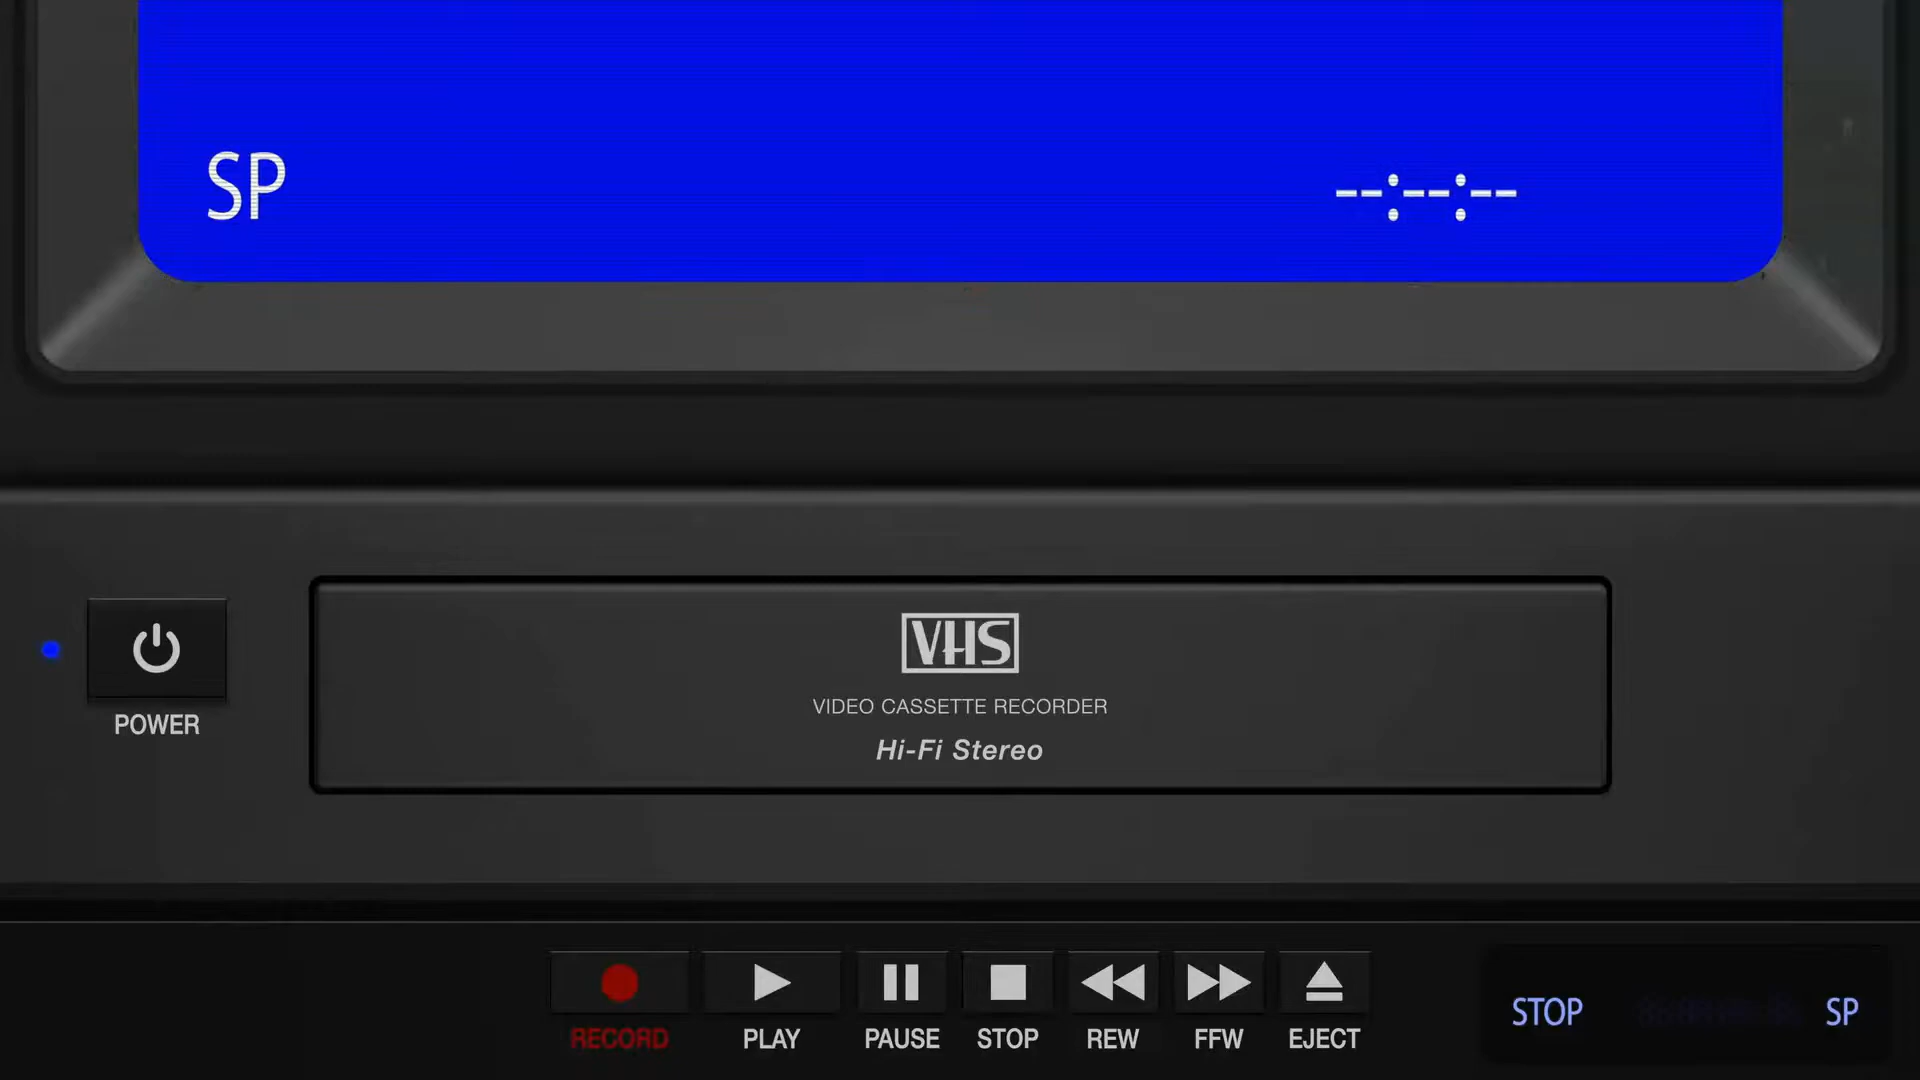 SP --:--:--
VHS
VIDEO CASSETTE RECORDER
Hi-Fi Stereo
POWER
RECORD PLAY PAUSE STOP REW FFW EJECT
STOP SP